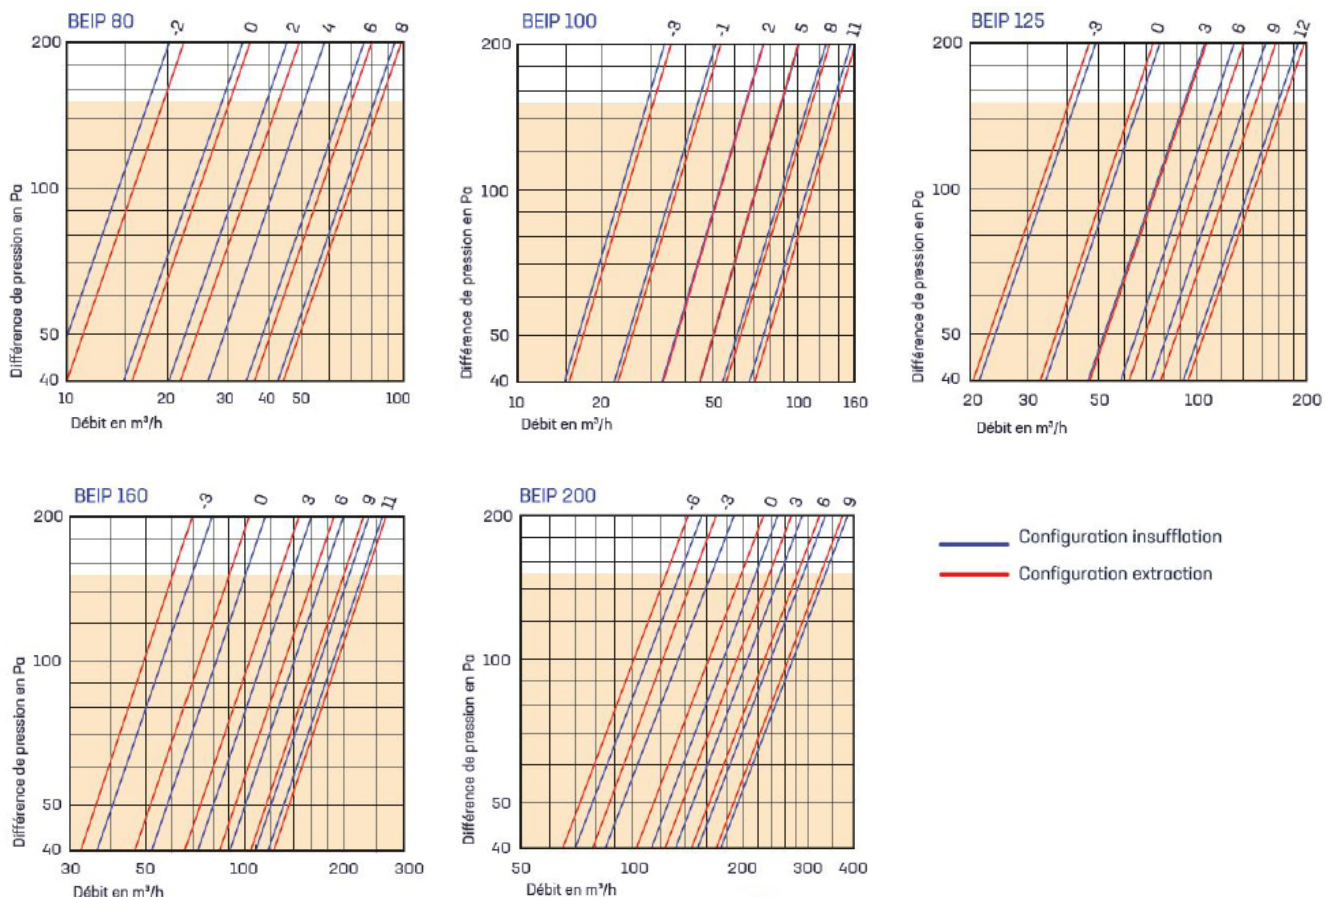 BEIP 80
-2 0 2 4 6 8
200
100
50
40
10 20 30 40 50 100
Différence de pression en Pa
Débit en m³/h
BEIP 100
-3 -1 2 5 8 11
200
100
50
40
10 20 50 100 160
Différence de pression en Pa
Débit en m³/h
BEIP 125
-3 0 3 6 9 12
200
100
50
40
20 30 50 100 200
Différence de pression en Pa
Débit en m³/h
BEIP 160
-3 0 3 6 9 11
200
100
50
40
30 50 100 200 300
Différence de pression en Pa
Débit en m³/h
BEIP 200
-6 -3 0 3 6 9
200
100
50
40
50 100 200 300 400
Différence de pression en Pa
Débit en m³/h
Configuration insufflation
Configuration extraction